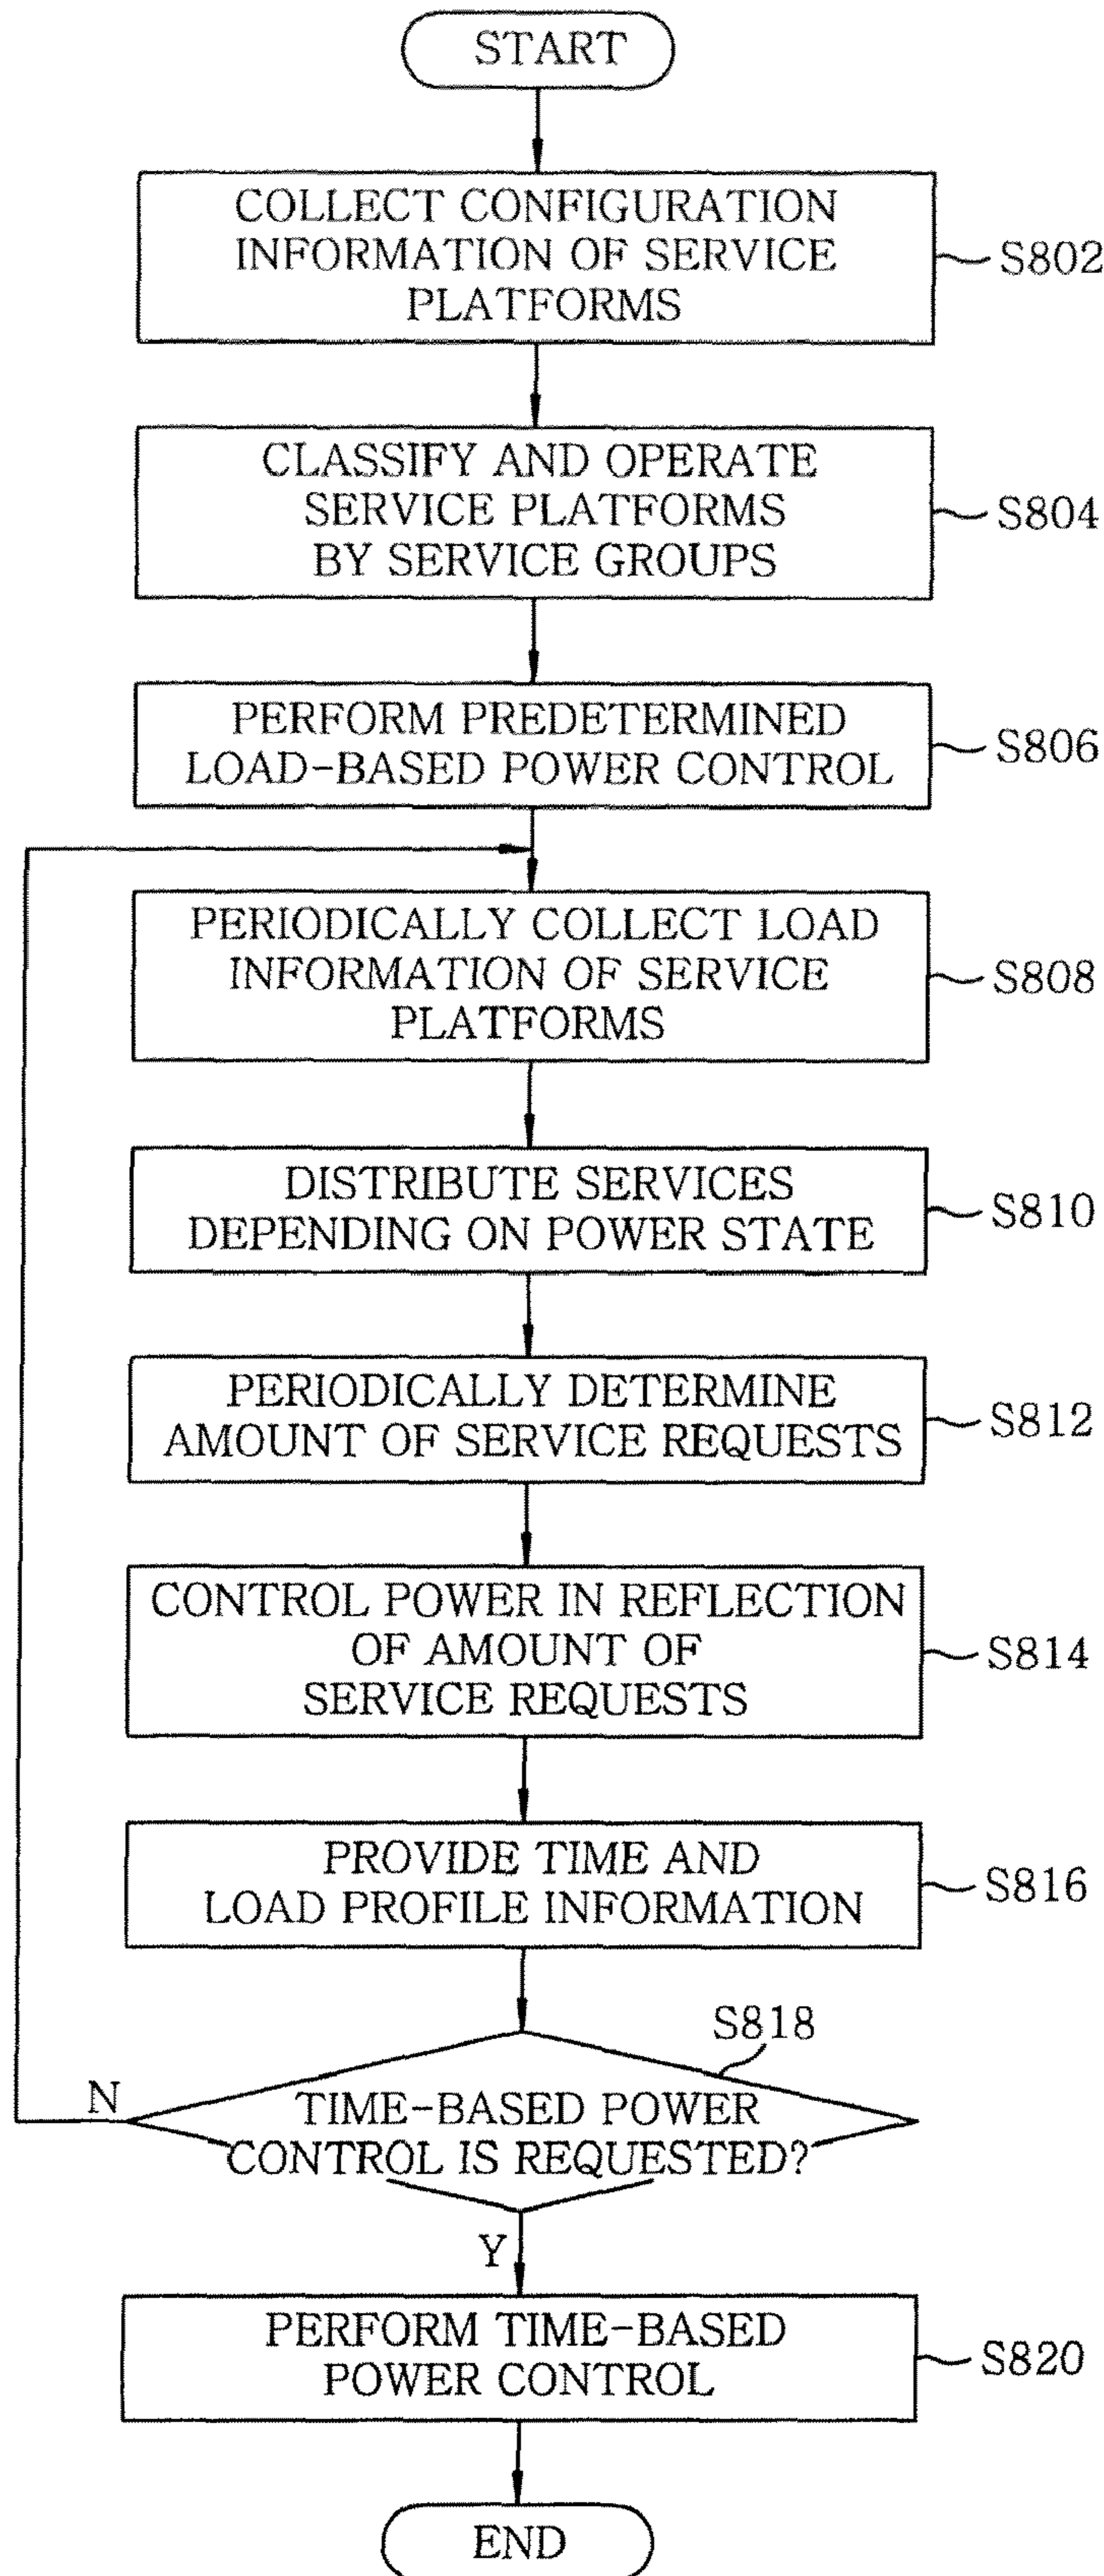 START
COLLECT CONFIGURATION
INFORMATION OF SERVICE
PLATFORMS
S802
CLASSIFY AND OPERATE
SERVICE PLATFORMS
BY SERVICE GROUPS
S804
PERFORM PREDETERMINED
LOAD-BASED POWER CONTROL
S806
PERIODICALLY COLLECT LOAD
INFORMATION OF SERVICE
PLATFORMS
S808
DISTRIBUTE SERVICES
DEPENDING ON POWER STATE
S810
PERIODICALLY DETERMINE
AMOUNT OF SERVICE REQUESTS
S812
CONTROL POWER IN REFLECTION
OF AMOUNT OF
SERVICE REQUESTS
S814
PROVIDE TIME AND
LOAD PROFILE INFORMATION
S816
S818
N
TIME-BASED POWER
CONTROL IS REQUESTED?
Y
PERFORM TIME-BASED
POWER CONTROL
S820
END